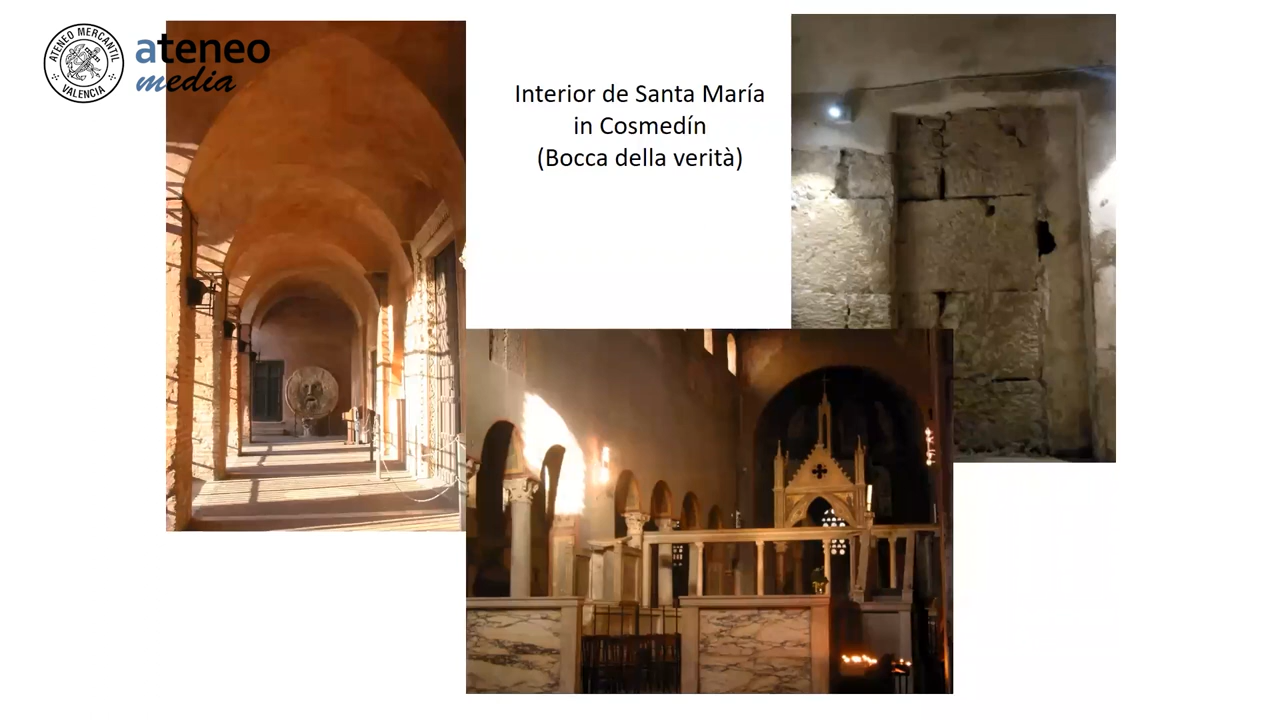 ATENEO MERCANTIL
VALENCIA
ateneo
media
Interior de Santa María
in Cosmedín
(Bocca della verità)